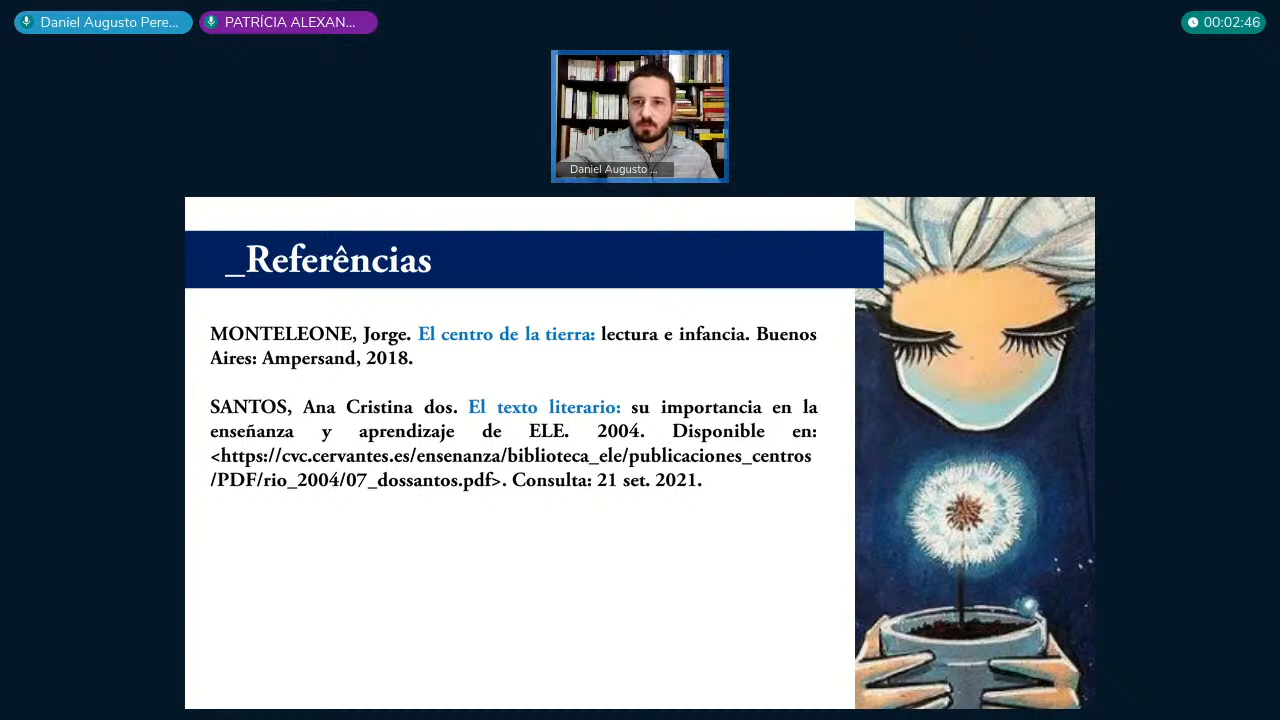 Daniel Augusto Pere...
PATRÍCIA ALEXAN...
00:02:46
Daniel Augusto ...
_Referências
MONTELEONE, Jorge. El centro de la tierra: lectura e infancia. Buenos
Aires: Ampersand, 2018.
SANTOS, Ana Cristina dos. El texto literario: su importancia en la
enseñanza y aprendizaje de ELE. 2004. Disponible en:
<https://cvc.cervantes.es/ensenanza/biblioteca_ele/publicaciones_centros
/PDF/rio_2004/07_dossantos.pdf>. Consulta: 21 set. 2021.